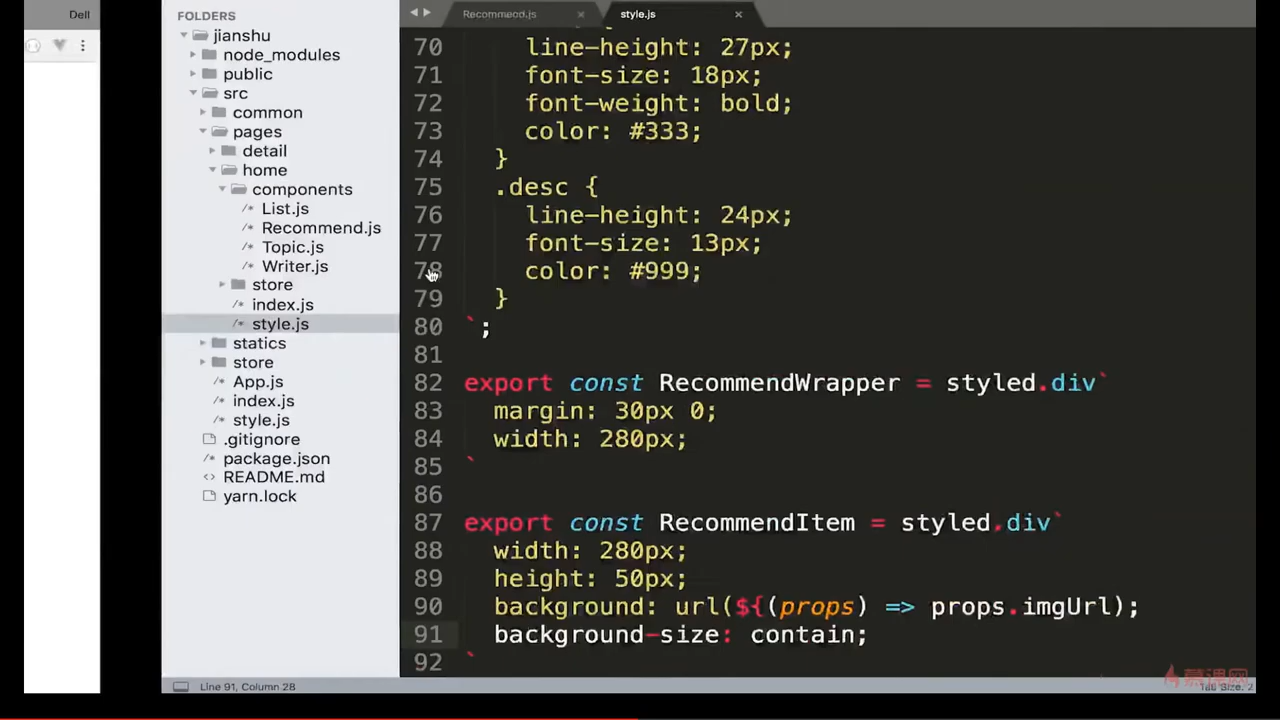 Dell
FOLDERS
jianshu
node_modules
public
src
common
pages
detail
home
components
List.js
Recommend.js
Topic.js
Writer.js
store
index.js
style.js
statics
store
App.js
index.js
style.js
.gitignore
package.json
README.md
yarn.lock
Recommend.js
style.js
70 line-height: 27px;
71 font-size: 18px;
72 font-weight: bold;
73 color: #333;
74 }
75 .desc {
76 line-height: 24px;
77 font-size: 13px;
78 color: #999;
79 }
80 `;
81
82 export const RecommendWrapper = styled.div`
83 margin: 30px 0;
84 width: 280px;
85 `
86
87 export const RecommendItem = styled.div`
88 width: 280px;
89 height: 50px;
90 background: url(${(props) => props.imgUrl);
91 background-size: contain;
92 `
Line 91, Column 28
慕课网
Tab Size: 2